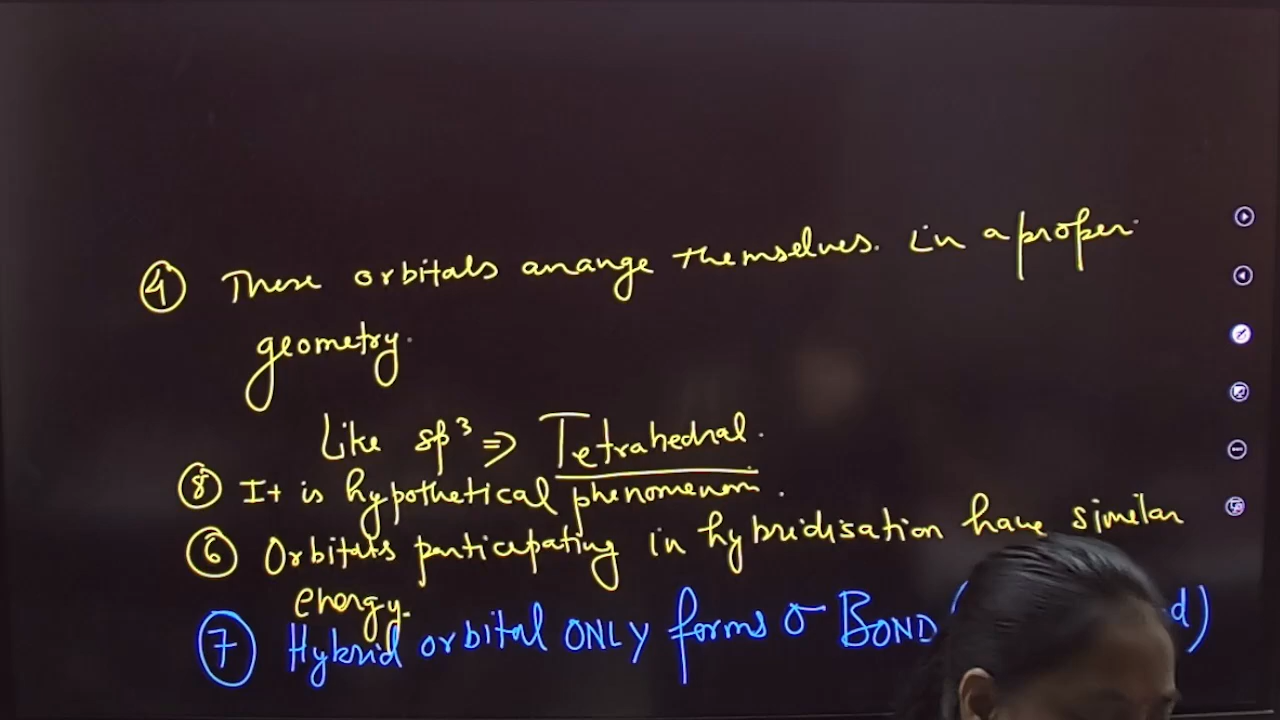 ④ These orbitals arrange themselves. in a proper
geometry.
Like sp³ ⇒ Tetrahedral.
⑧ It is hypothetical phenomenon.
⑥ Orbitals participating in hybridisation have similar
energy.
⑦ Hybrid orbital ONLY forms σ BOND